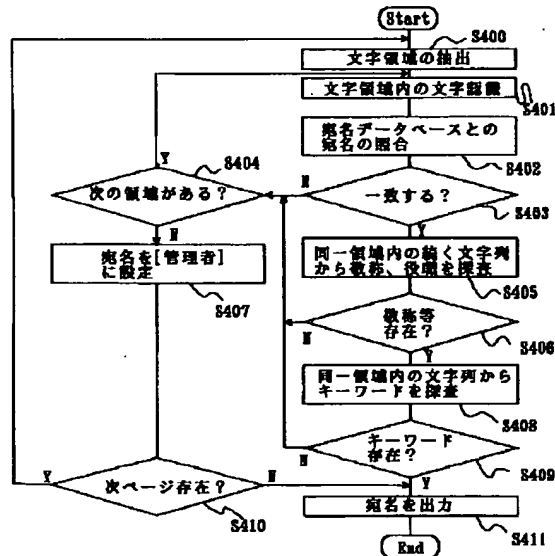 Start
S400
文字領域の抽出
文字領域内の文字認識
S401
宛名データベースとの
宛名の照合
S402
Y
S404
次の領域がある?
N
一致する?
S403
N
Y
宛名を[管理者]
に設定
S407
同一領域内の続く文字列
から敬称、役職を探査
S405
敬称等
存在?
S406
N
Y
同一領域内の文字列から
キーワードを探査
S408
キーワード
存在?
S409
N
Y
Y
次ページ存在?
N
S410
宛名を出力
S411
End